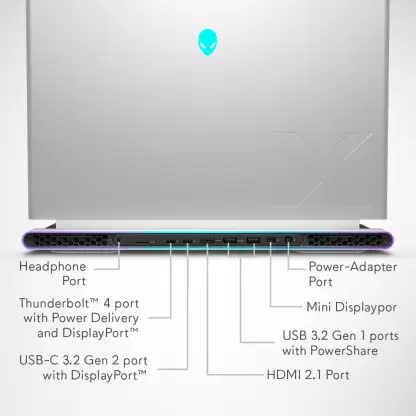 Headphone
Port
Thunderbolt™ 4 port
with Power Delivery
and DisplayPort™
USB-C 3.2 Gen 2 port
with DisplayPort™
Power-Adapter
Port
Mini Displaypor
USB 3.2 Gen 1 ports
with PowerShare
HDMI 2.1 Port